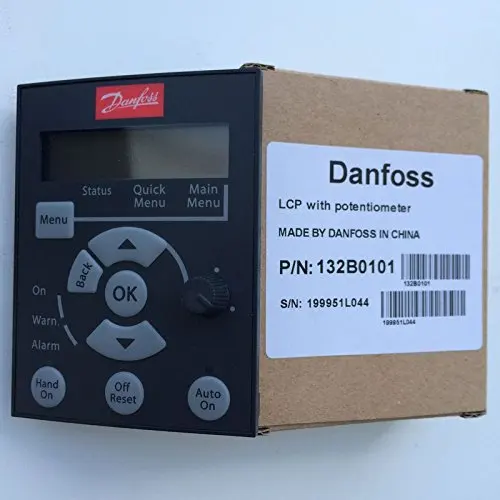 Danfoss
Status Quick Menu Main Menu
Menu
Back
OK
On
Warn.
Alarm
Hand On
Off Reset
Auto On
Danfoss
LCP with potentiometer
MADE BY DANFOSS IN CHINA
P/N: 132B0101
132B0101
S/N: 199951L044
199951L044